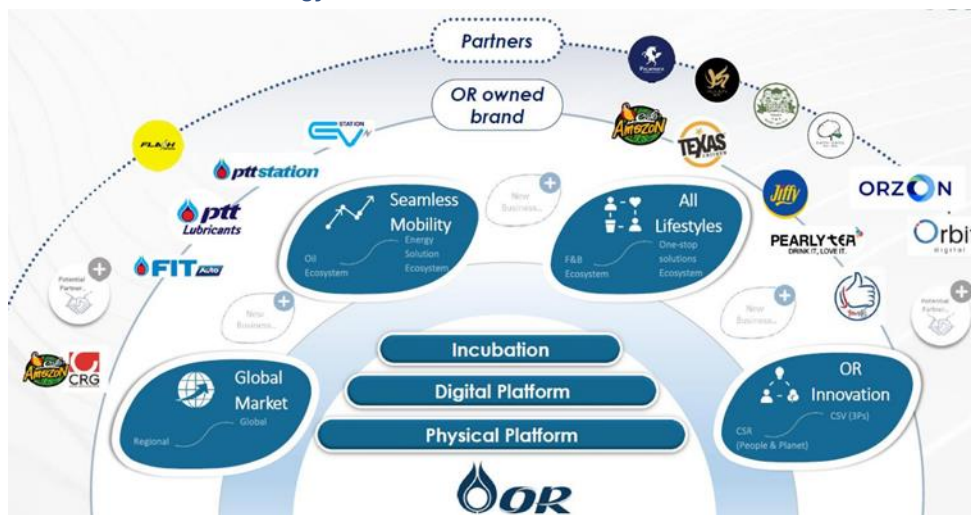 Partners
OR owned
brand
FLASH
EV
STATION
pttstation
ptt
Lubricants
FIT AUTO
Potential
Partner...
Café
AMAZON
CRG
Café
AMAZON
TEXAS
CHICKEN
Jiffy
PEARLY TEA
DRINK IT, LOVE IT.
ORZON
Orbit
digital
Potential
Partner...
Seamless
Mobility
Oil
Ecosystem
Energy
Solution
Ecosystem
New
Business...
All
Lifestyles
F&B
Ecosystem
One-stop
solutions
Ecosystem
New
Business...
New
Business...
Global
Market
Regional
Global
Incubation
Digital Platform
Physical Platform
OR
Innovation
CSR
(People & Planet)
CSV (3Ps)
OR